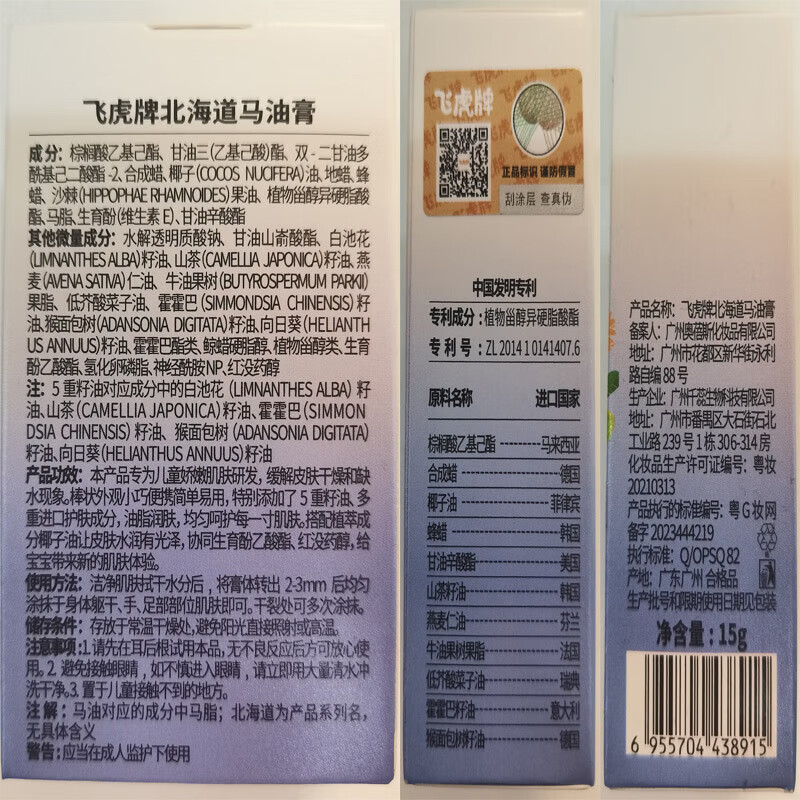 飞虎牌北海道马油膏
成分：棕榈酸乙基己酯、甘油三(乙基己酸)酯、双-二甘油多
酰基己二酸酯-2、合成蜡、椰子(COCOS NUCIFERA)油、地蜡、蜂
蜡、沙棘(HIPPOPHAE RHAMNOIDES)果油、植物甾醇异硬脂酸
酯、马脂、生育酚(维生素E)、甘油辛酸酯
其他微量成分：水解透明质酸钠、甘油山嵛酸酯、白池花
(LIMNANTHES ALBA)籽油、山茶(CAMELLIA JAPONICA)籽油、燕
麦(AVENA SATIVA)仁油、牛油果树(BUTYROSPERMUM PARKII)
果脂、低芥酸菜子油、霍霍巴(SIMMONDSIA CHINENSIS)籽
油、猴面包树(ADANSONIA DIGITATA)籽油、向日葵(HELIANTH
US ANNUUS)籽油、霍霍巴酯类、鲸蜡硬脂醇、植物甾醇类、生育
酚乙酸酯、氢化卵磷脂、神经酰胺NP、红没药醇
注：5重籽油对应成分中的白池花(LIMNANTHES ALBA)籽
油、山茶(CAMELLIA JAPONICA)籽油、霍霍巴(SIMMON
DSIA CHINENSIS)籽油、猴面包树(ADANSONIA DIGITATA)
籽油、向日葵(HELIANTHUS ANNUUS)籽油
产品功效：本产品专为儿童娇嫩肌肤研发，缓解皮肤干燥和缺
水现象。棒状外观小巧便携简单易用，特别添加了5重籽油、多
重进口护肤成分，油脂润肤，均匀呵护每一寸肌肤。搭配植萃成
分椰子油让皮肤水润有光泽，协同生育酚乙酸酯、红没药醇，给
宝宝带来新的肌肤体验。
使用方法：洁净肌肤拭干水分后，将膏体转出2-3mm后均匀
涂抹于身体躯干、手、足部部位肌肤即可。干裂处可多次涂抹。
储存条件：存放于常温干燥处，避免阳光直接照射或高温。
注意事项：1.请先在耳后根试用本品，无不良反应后方可放心使
用。2.避免接触眼睛，如不慎进入眼睛，请立即用大量清水冲
洗干净。3.置于儿童接触不到的地方。
注解：马油对应的成分中马脂；北海道为产品系列名，
无具体含义
警告：应当在成人监护下使用
飞虎牌
正品标识 谨防假冒
刮涂层 查真伪
中国发明专利
专利成分：植物甾醇异硬脂酸酯
专利号：ZL 2014 1 0141407.6
原料名称 进口国家
棕榈酸乙基己酯----------马来西亚
合成蜡----------德国
椰子油----------菲律宾
蜂蜡----------韩国
甘油辛酸酯----------美国
山茶籽油----------韩国
燕麦仁油----------芬兰
牛油果树果脂----------法国
低芥酸菜子油----------瑞典
霍霍巴籽油----------意大利
猴面包树籽油----------德国
产品名称：飞虎牌北海道马油膏
备案人：广州奥蓓斯化妆品有限公司
地址：广州市花都区新华街永利
路自编88号
生产企业：广州千蕊生物科技有限公司
地址：广州市番禺区大石街石北
工业路239号1栋306-314房
化妆品生产许可证编号：粤妆
20210313
产品执行的标准编号：粤G妆网
备字2023444219
执行标准：Q/OPSQ 82
产地：广东广州 合格品
生产批号和限期使用日期见包装
净含量：15g
6 955704 438915